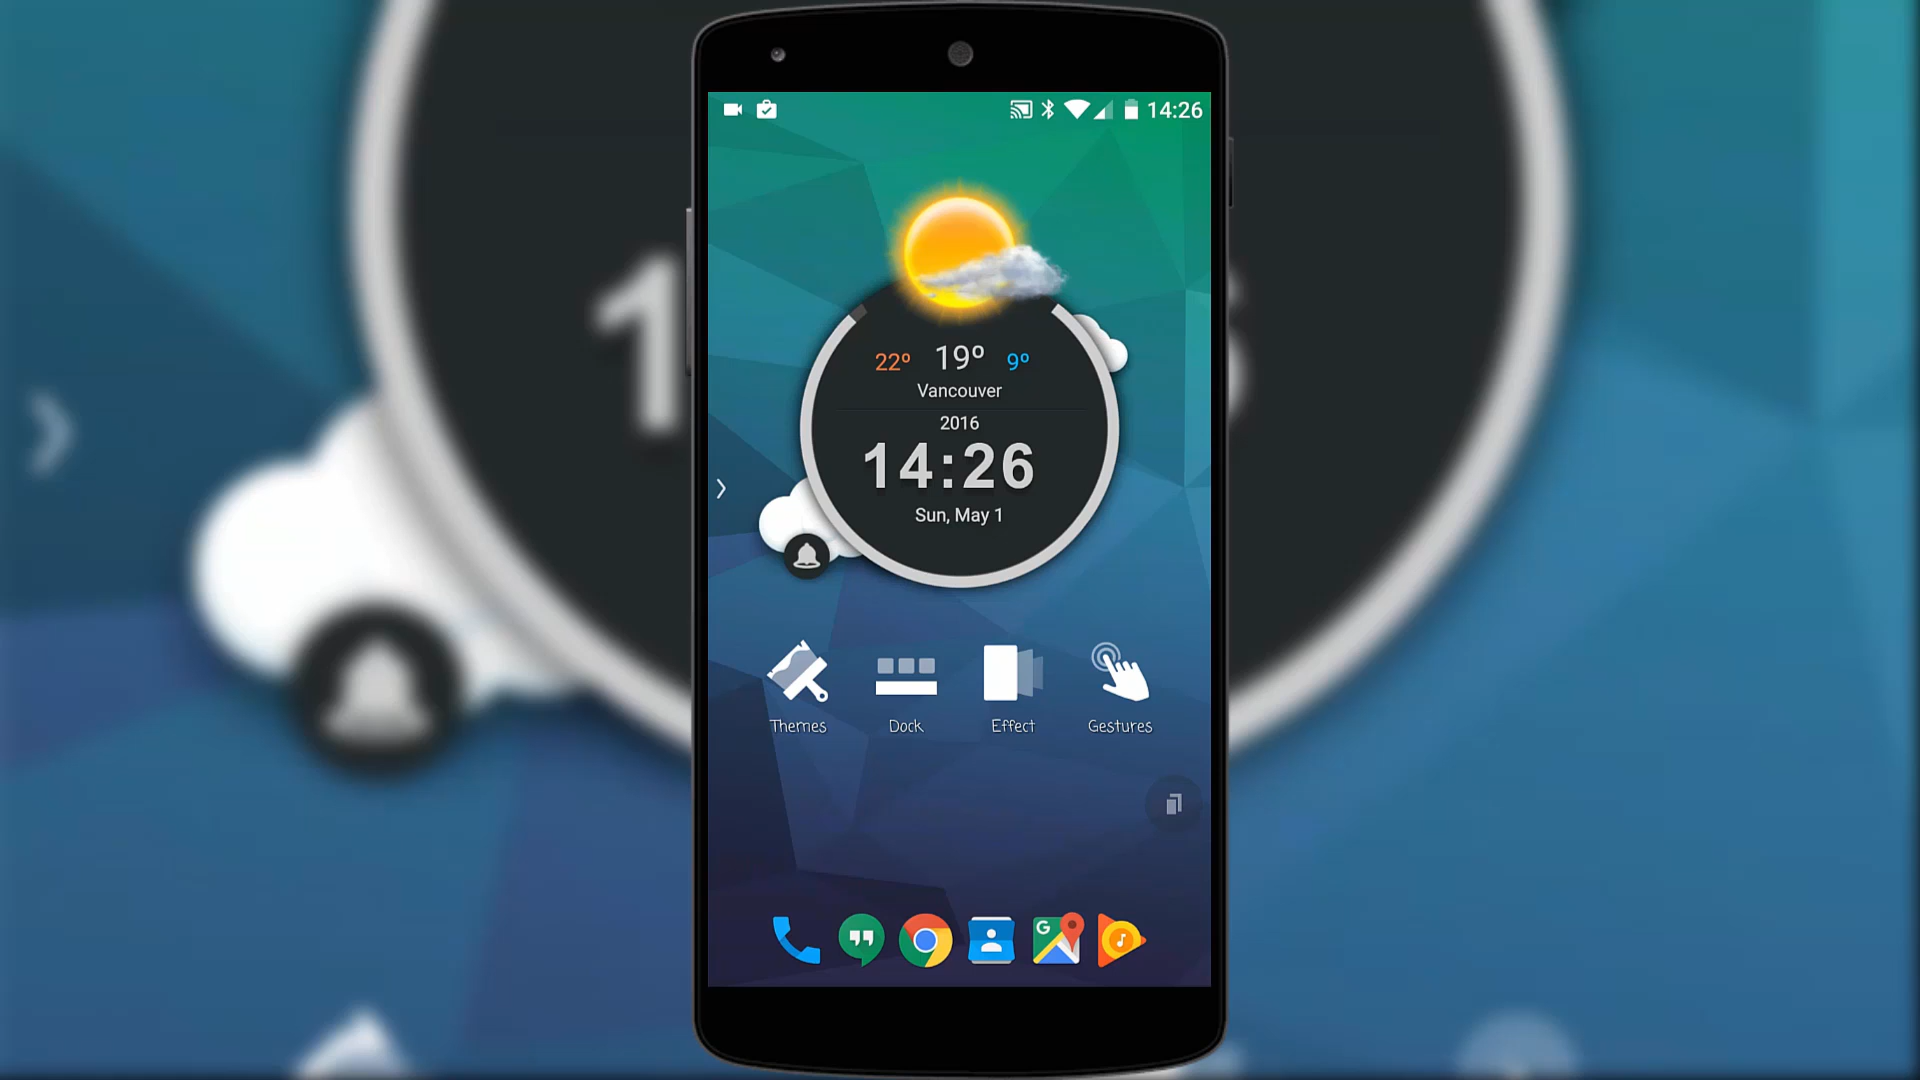 14:26
22° 19° 9°
Vancouver
2016
14:26
Sun, May 1
Themes Dock Effect Gestures
G